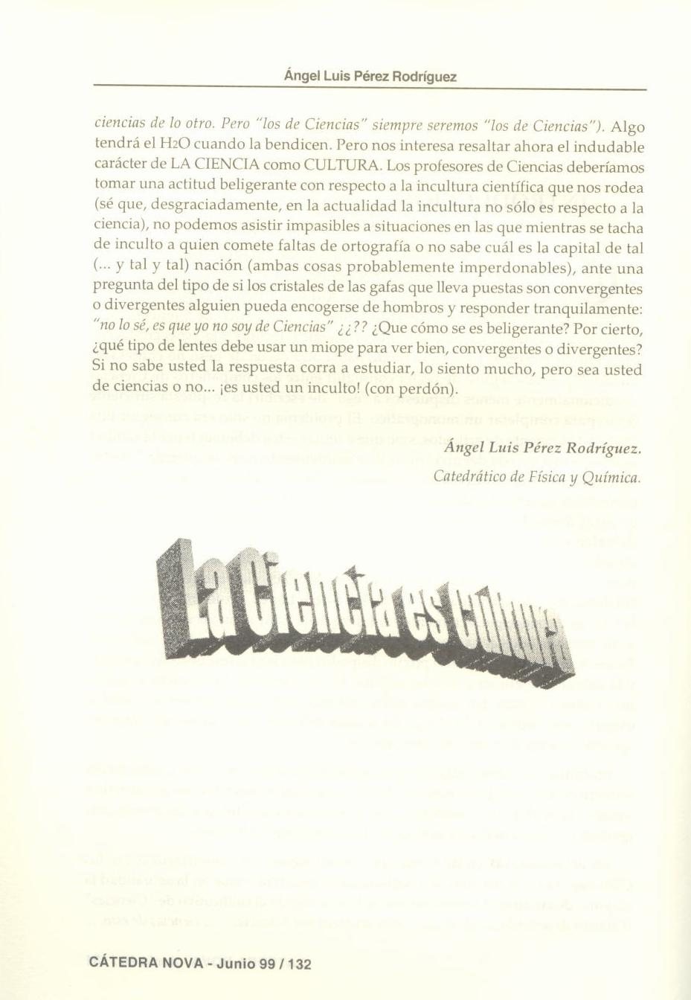 Ángel Luis Pérez Rodríguez
ciencias de lo otro. Pero "los de Ciencias" siempre seremos "los de Ciencias"). Algo
tendrá el H2O cuando la bendicen. Pero nos interesa resaltar ahora el indudable
carácter de LA CIENCIA como CULTURA. Los profesores de Ciencias deberíamos
tomar una actitud beligerante con respecto a la incultura científica que nos rodea
(sé que, desgraciadamente, en la actualidad la incultura no sólo es respecto a la
ciencia), no podemos asistir impasibles a situaciones en las que mientras se tacha
de inculto a quien comete faltas de ortografía o no sabe cuál es la capital de tal
(... y tal y tal) nación (ambas cosas probablemente imperdonables), ante una
pregunta del tipo de si los cristales de las gafas que lleva puestas son convergentes
o divergentes alguien pueda encogerse de hombros y responder tranquilamente:
"no lo sé, es que yo no soy de Ciencias" ¿¿?? ¿Que cómo se es beligerante? Por cierto,
¿qué tipo de lentes debe usar un miope para ver bien, convergentes o divergentes?
Si no sabe usted la respuesta corra a estudiar, lo siento mucho, pero sea usted
de ciencias o no... ¡es usted un inculto! (con perdón).
Ángel Luis Pérez Rodríguez.
Catedrático de Física y Química.
La Ciencia es Cultura
CÁTEDRA NOVA - Junio 99 / 132